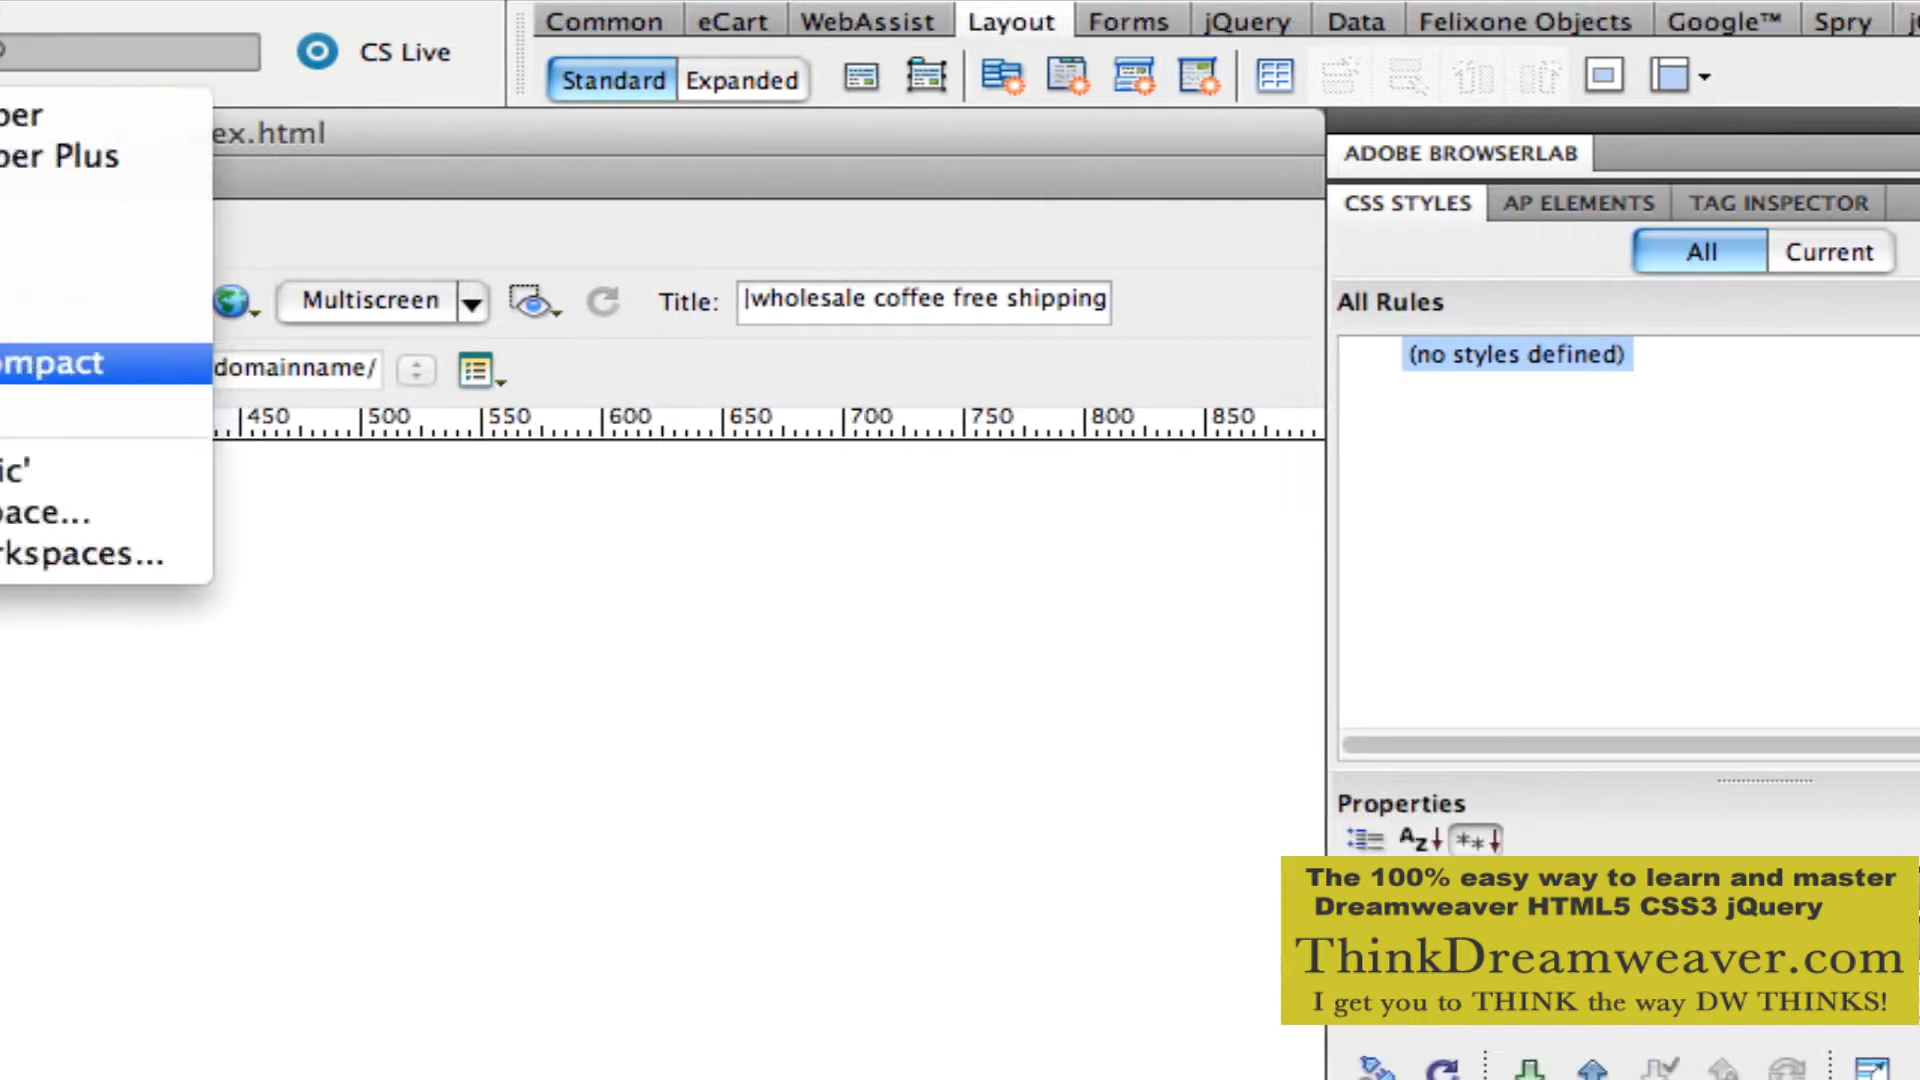 Common eCart WebAssist Layout Forms jQuery Data Felixone Objects Google™ Spry
CS Live
Standard Expanded
per
per Plus
ompact
ic'
pace...
rkspaces...
ex.html
Multiscreen
Title: wholesale coffee free shipping
domainname/
450 500 550 600 650 700 750 800 850
ADOBE BROWSERLAB
CSS STYLES AP ELEMENTS TAG INSPECTOR
All Current
All Rules
(no styles defined)
Properties
The 100% easy way to learn and master
Dreamweaver HTML5 CSS3 jQuery
ThinkDreamweaver.com
I get you to THINK the way DW THINKS!